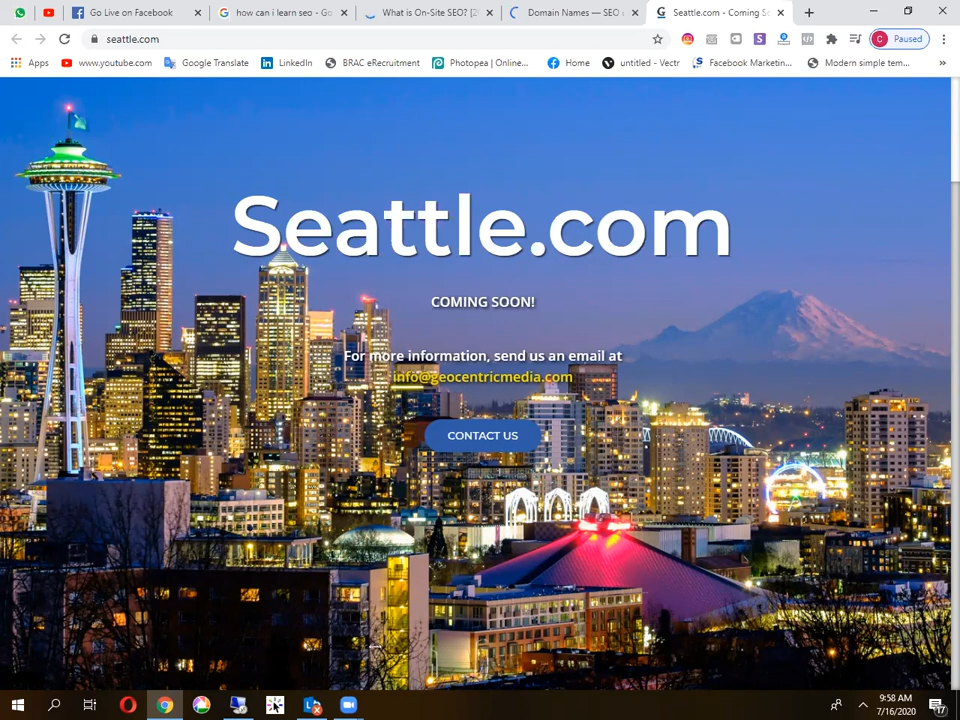 Go Live on Facebook
how can i learn seo - Go
What is On-Site SEO? [2
Domain Names — SEO
Seattle.com - Coming So
seattle.com
C Paused
Apps
www.youtube.com
Google Translate
LinkedIn
BRAC eRecruitment
Photopea | Online...
Home
untitled - Vectr
Facebook Marketin...
Modern simple tem...
Seattle.com
COMING SOON!
For more information, send us an email at
info@geocentricmedia.com
CONTACT US
9:58 AM
7/16/2020
17